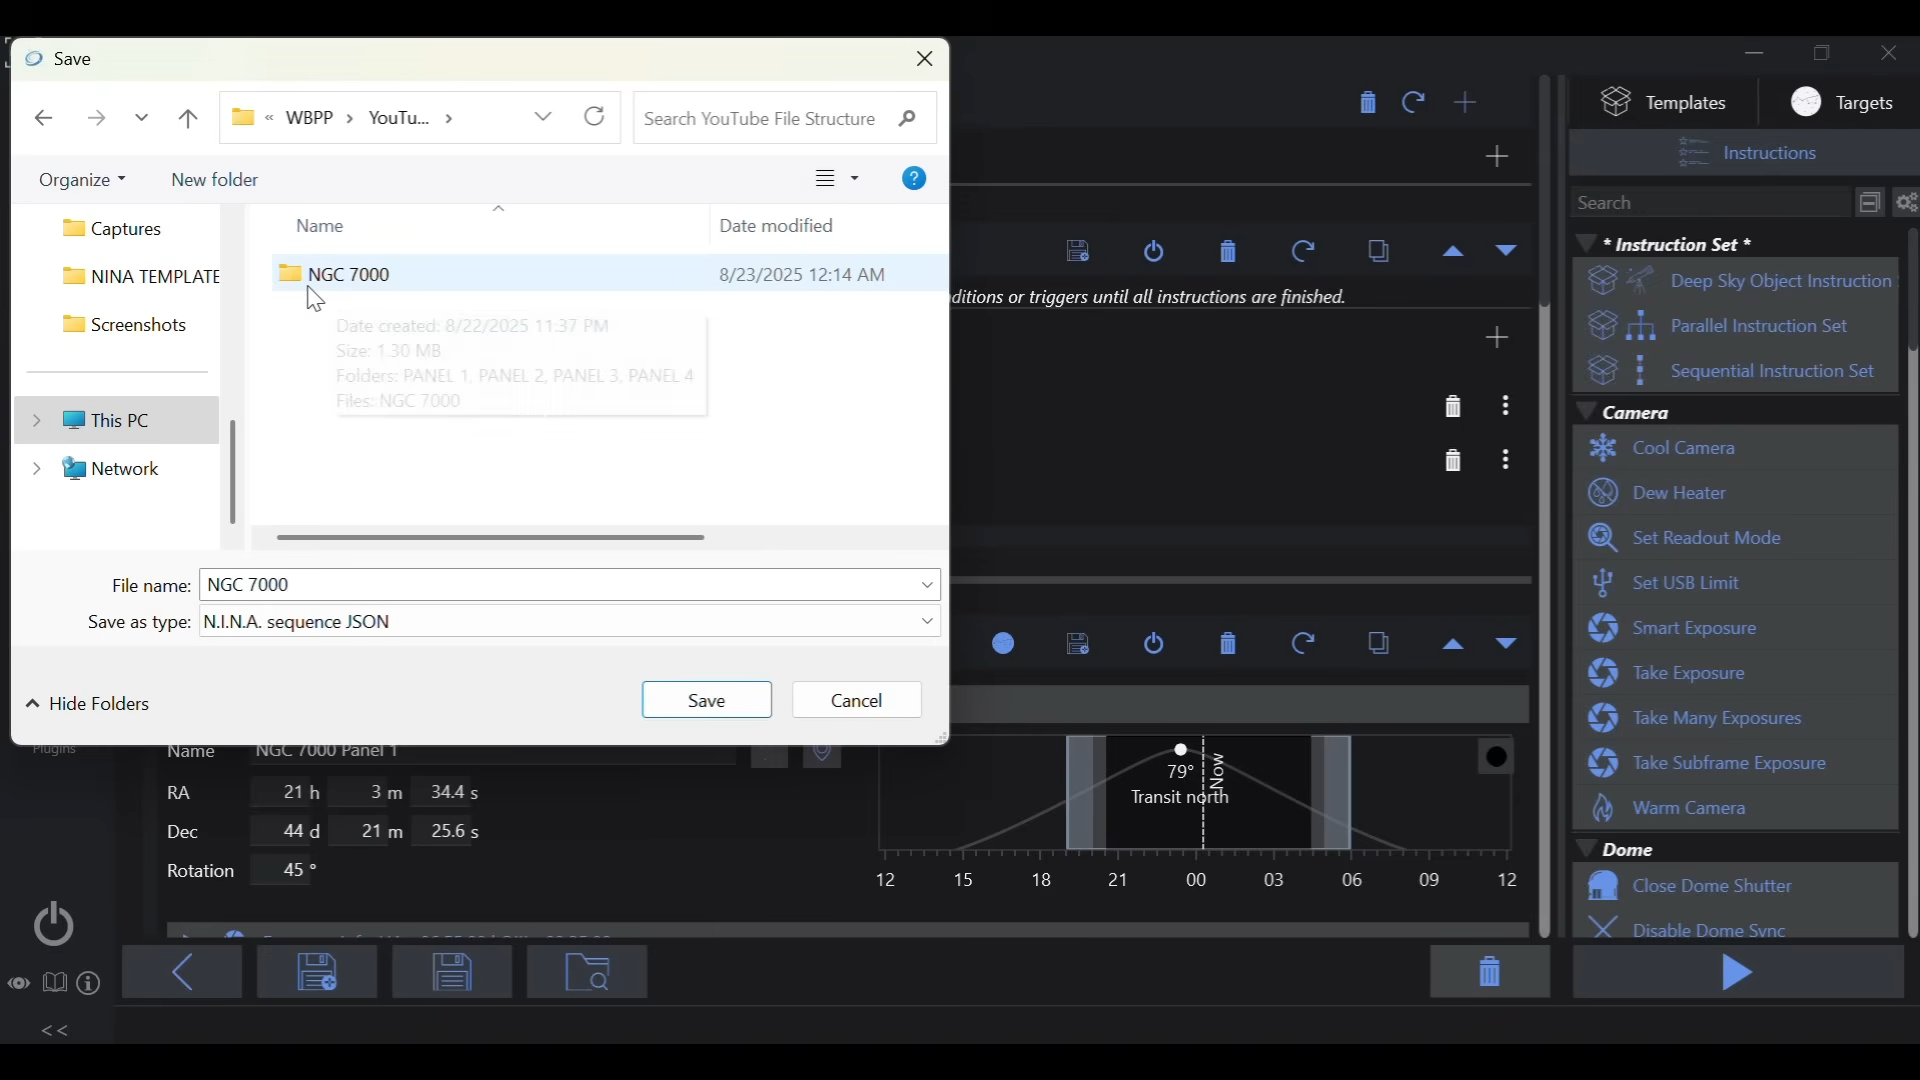 Save
« WBPP > YouTu... >
Search YouTube File Structure
Organize
New folder
?
Captures
NINA TEMPLATE
Screenshots
This PC
Network
Name
Date modified
NGC 7000
8/23/2025 12:14 AM
Date created: 8/22/2025 11:37 PM
Size: 1.30 MB
Folders: PANEL 1, PANEL 2, PANEL 3, PANEL 4
Files: NGC 7000
File name: NGC 7000
Save as type: N.I.N.A. sequence JSON
Hide Folders
Save
Cancel
ditions or triggers until all instructions are finished.
Plugins
Name NGC 7000 Panel 1
RA 21 h 3 m 34.4 s
Dec 44 d 21 m 25.6 s
Rotation 45 °
79°
Transit north
Now
12 15 18 21 00 03 06 09 12
<<
Templates
Targets
Instructions
Search
* Instruction Set *
Deep Sky Object Instruction
Parallel Instruction Set
Sequential Instruction Set
Camera
Cool Camera
Dew Heater
Set Readout Mode
Set USB Limit
Smart Exposure
Take Exposure
Take Many Exposures
Take Subframe Exposure
Warm Camera
Dome
Close Dome Shutter
Disable Dome Sync